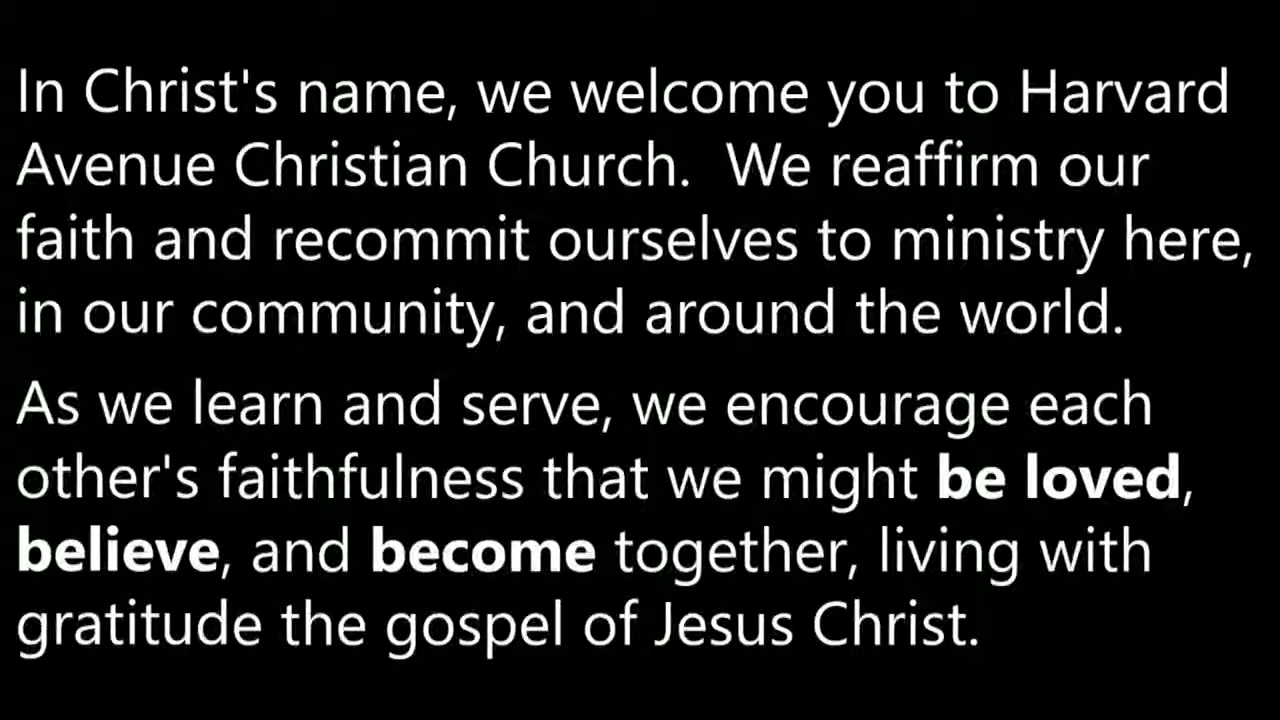 In Christ's name, we welcome you to Harvard
Avenue Christian Church.  We reaffirm our
faith and recommit ourselves to ministry here,
in our community, and around the world.
As we learn and serve, we encourage each
other's faithfulness that we might be loved,
believe, and become together, living with
gratitude the gospel of Jesus Christ.